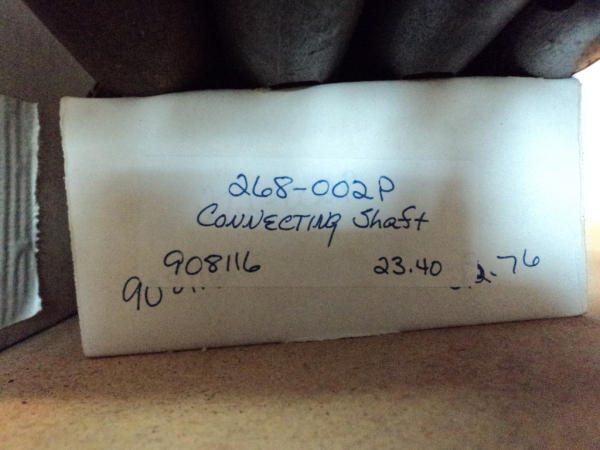 268-002P
Connecting Shaft
908116 23.40